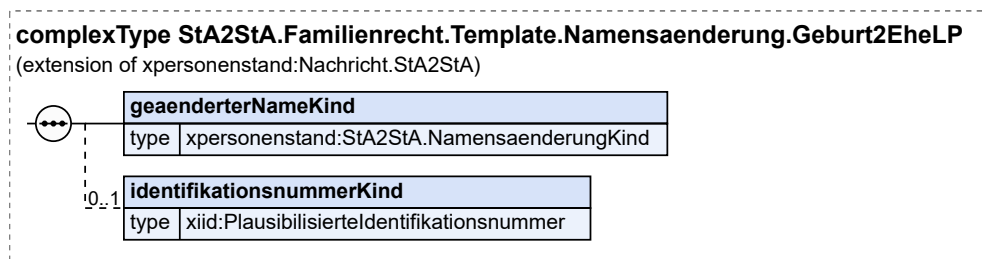 complexType StA2StA.Familienrecht.Template.Namensaenderung.Geburt2EheLP
(extension of xpersonenstand:Nachricht.StA2StA)
geaenderterNameKind
type xpersonenstand:StA2StA.NamensaenderungKind
0..1
identifikationsnummerKind
type xiid:PlausibilisierteIdentifikationsnummer